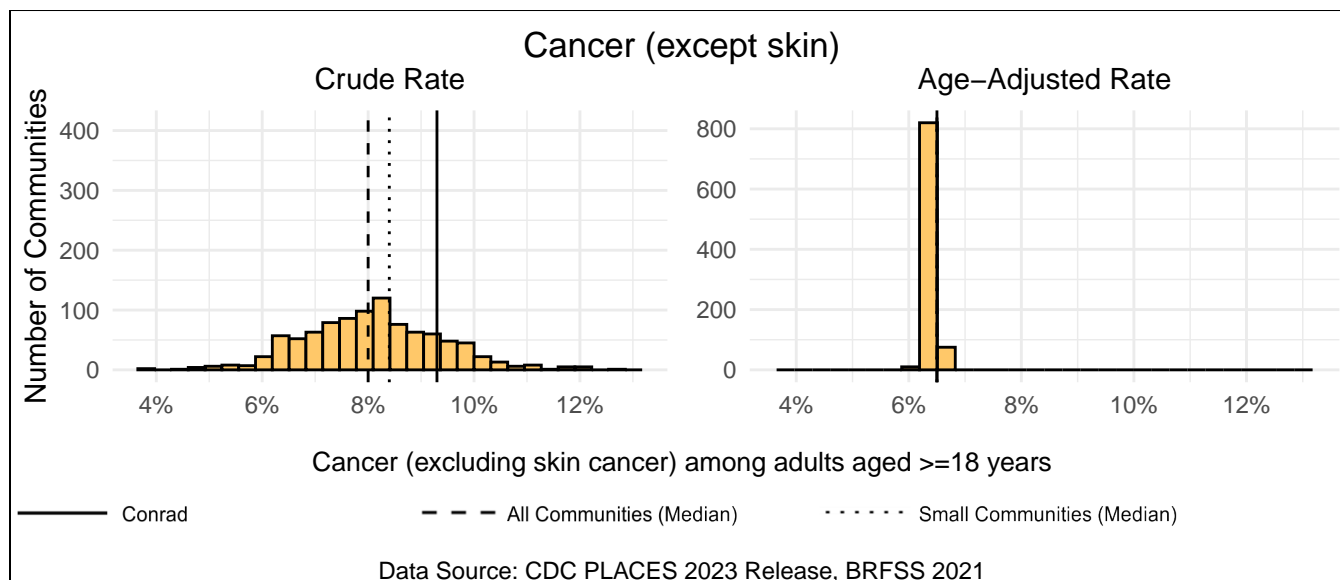 Cancer (except skin)
Crude Rate
Age−Adjusted Rate
Number of Communities
400
300
200
100
0
4%
6%
8%
10%
12%
800
600
400
200
0
4%
6%
8%
10%
12%
Cancer (excluding skin cancer) among adults aged >=18 years
Conrad
All Communities (Median)
Small Communities (Median)
Data Source: CDC PLACES 2023 Release, BRFSS 2021